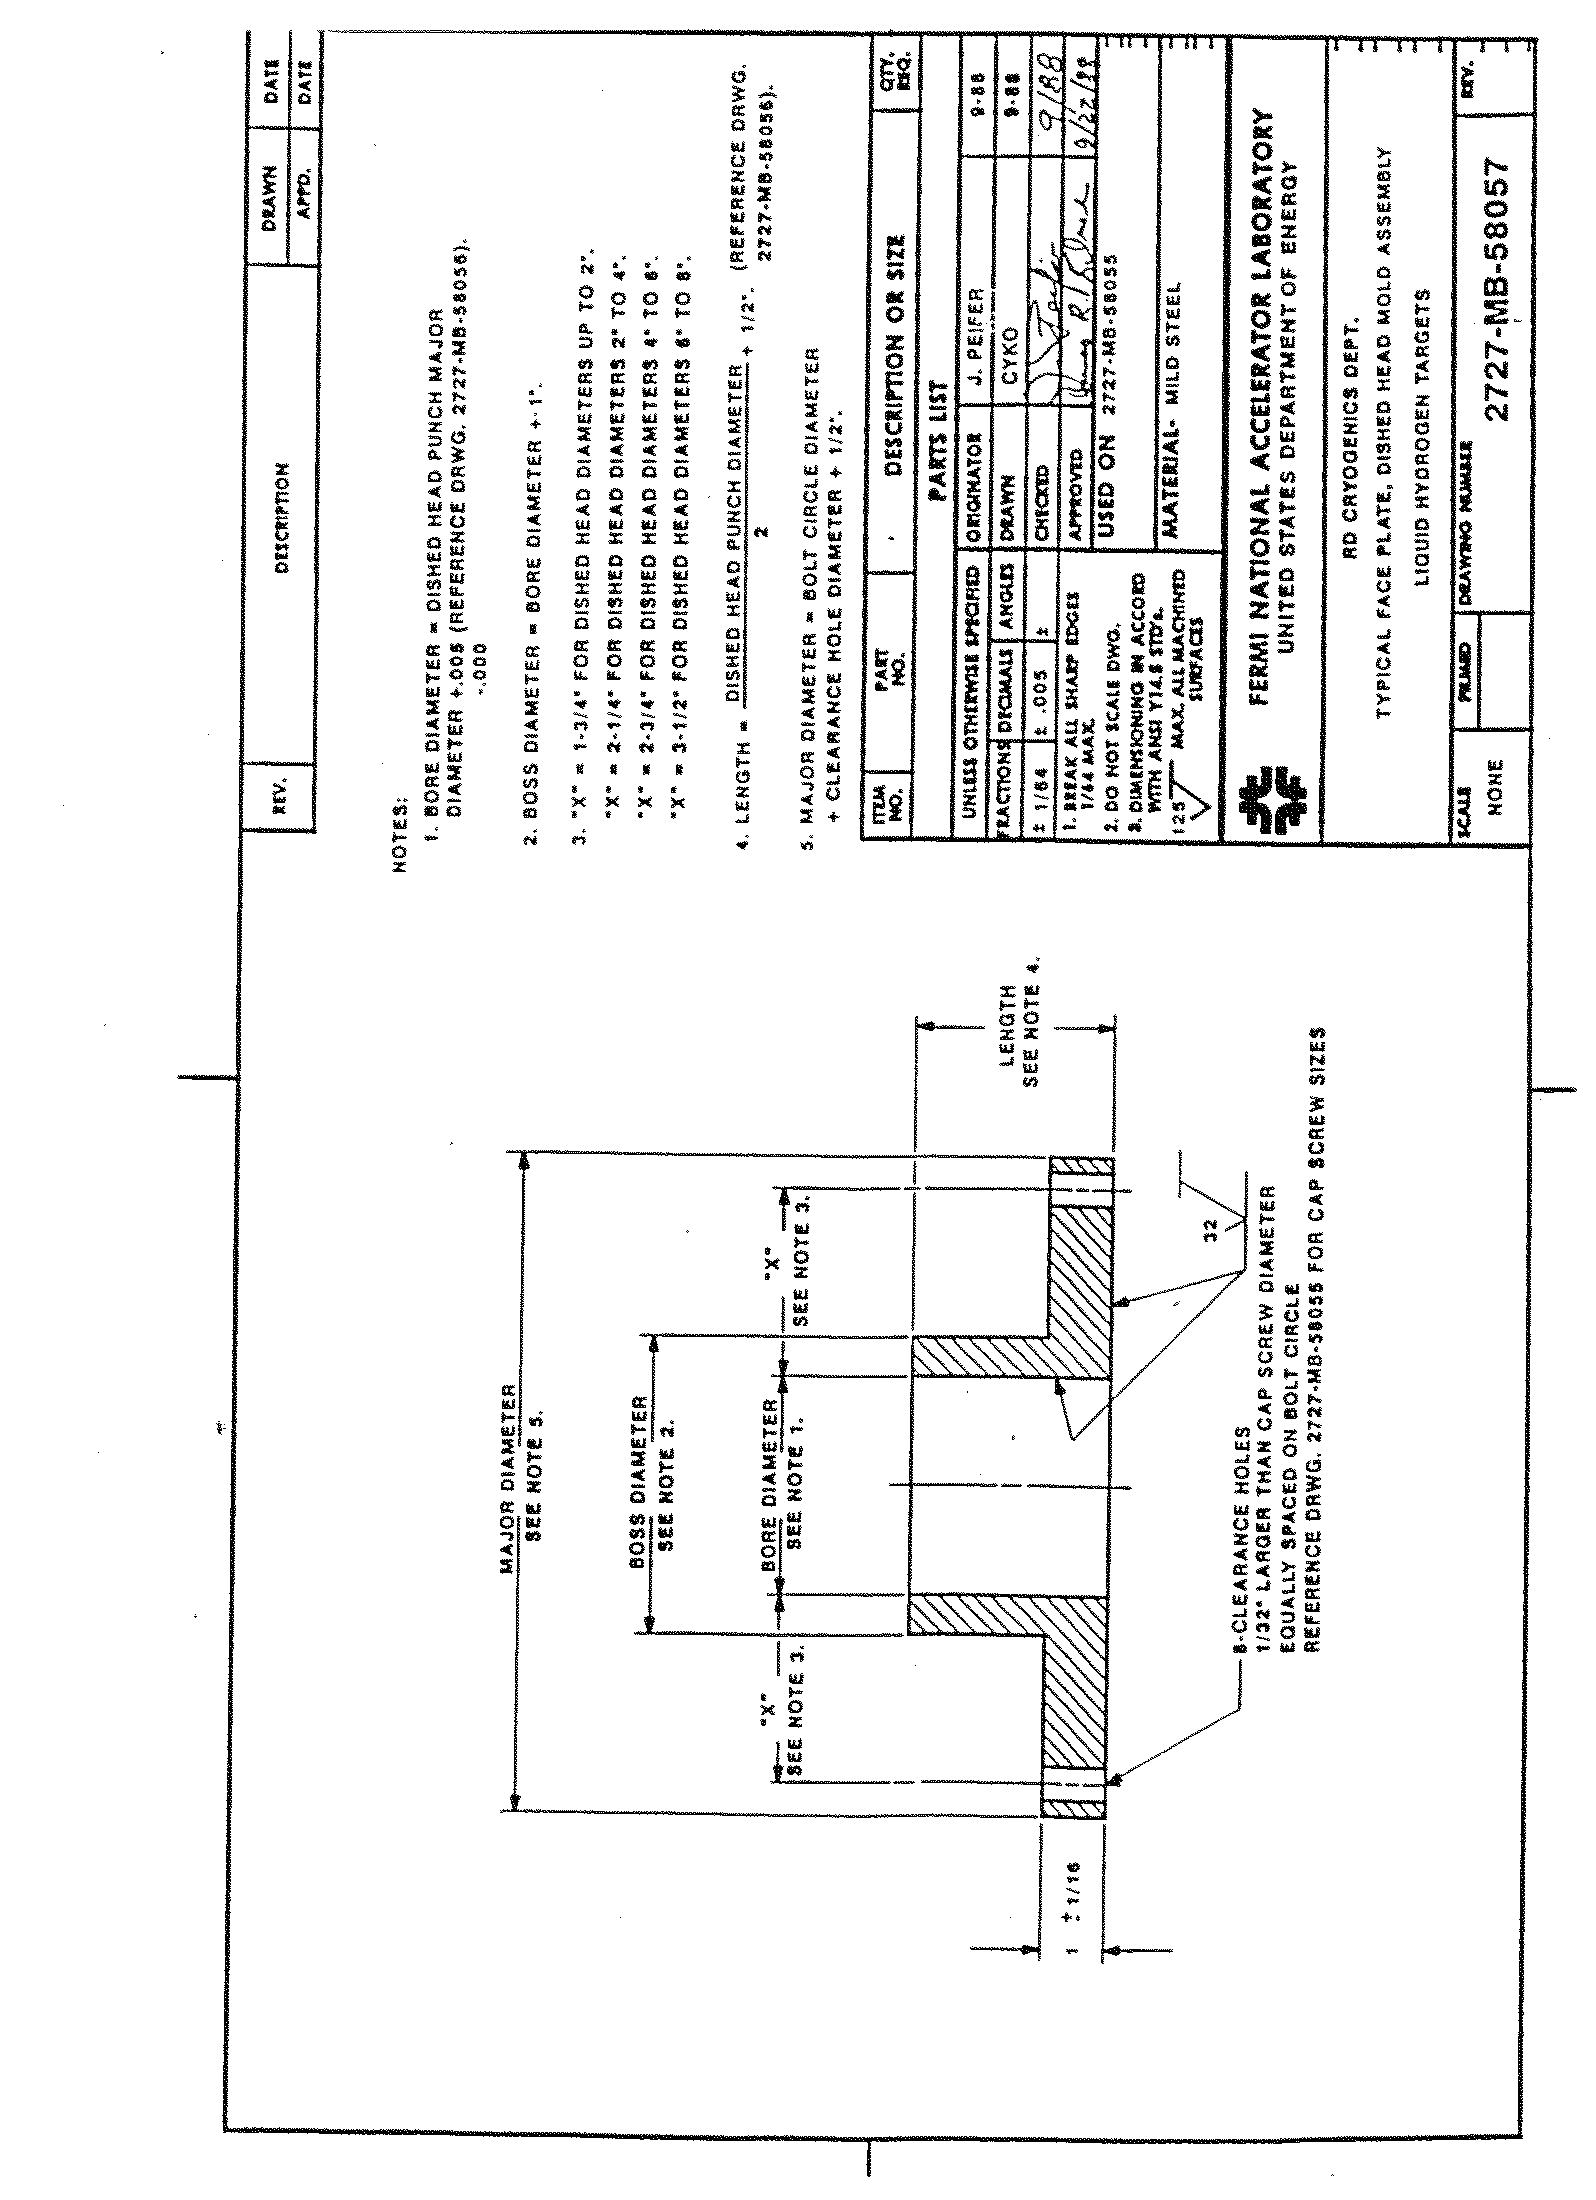 REV.
DESCRIPTION
DRAWN
DATE
APPD.
DATE
NOTES:
1. BORE DIAMETER = DISHED HEAD PUNCH MAJOR
DIAMETER +.005 (REFERENCE DRWG. 2727-MB-58056).
-.000
2. BOSS DIAMETER = BORE DIAMETER + 1".
3. "X" = 1-3/4" FOR DISHED HEAD DIAMETERS UP TO 2".
"X" = 2-1/4" FOR DISHED HEAD DIAMETERS 2" TO 4".
"X" = 2-3/4" FOR DISHED HEAD DIAMETERS 4" TO 6".
"X" = 3-1/2" FOR DISHED HEAD DIAMETERS 6" TO 8".
4. LENGTH = DISHED HEAD PUNCH DIAMETER + 1/2". (REFERENCE DRWG.
2
2727-MB-58056).
5. MAJOR DIAMETER = BOLT CIRCLE DIAMETER
+ CLEARANCE HOLE DIAMETER + 1/2".
MAJOR DIAMETER
SEE NOTE 5.
BOSS DIAMETER
SEE NOTE 2.
"X"
SEE NOTE 3.
BORE DIAMETER
SEE NOTE 1.
"X"
SEE NOTE 3.
LENGTH
SEE NOTE 4.
1 ± 1/16
32
8-CLEARANCE HOLES
1/32" LARGER THAN CAP SCREW DIAMETER
EQUALLY SPACED ON BOLT CIRCLE
REFERENCE DRWG. 2727-MB-58055 FOR CAP SCREW SIZES
ITEM NO.
PART NO.
DESCRIPTION OR SIZE
QTY. REQ.
PARTS LIST
UNLESS OTHERWISE SPECIFIED
FRACTIONS DECIMALS ANGLES
± 1/64 ± .005 ±
1. BREAK ALL SHARP EDGES
1/64 MAX.
2. DO NOT SCALE DWG.
3. DIMENSIONING IN ACCORD
WITH ANSI Y14.5 STD's.
125 MAX. ALL MACHINED
SURFACES
ORIGINATOR J. PEIFER 9-88
DRAWN CYKO 9-88
CHECKED 9/88
APPROVED 9/22/88
USED ON 2727-MB-58055
MATERIAL- MILD STEEL
FERMI NATIONAL ACCELERATOR LABORATORY
UNITED STATES DEPARTMENT OF ENERGY
RD CRYOGENICS DEPT.
TYPICAL FACE PLATE, DISHED HEAD MOLD ASSEMBLY
LIQUID HYDROGEN TARGETS
SCALE
NONE
FILMED
DRAWING NUMBER
2727-MB-58057
REV.